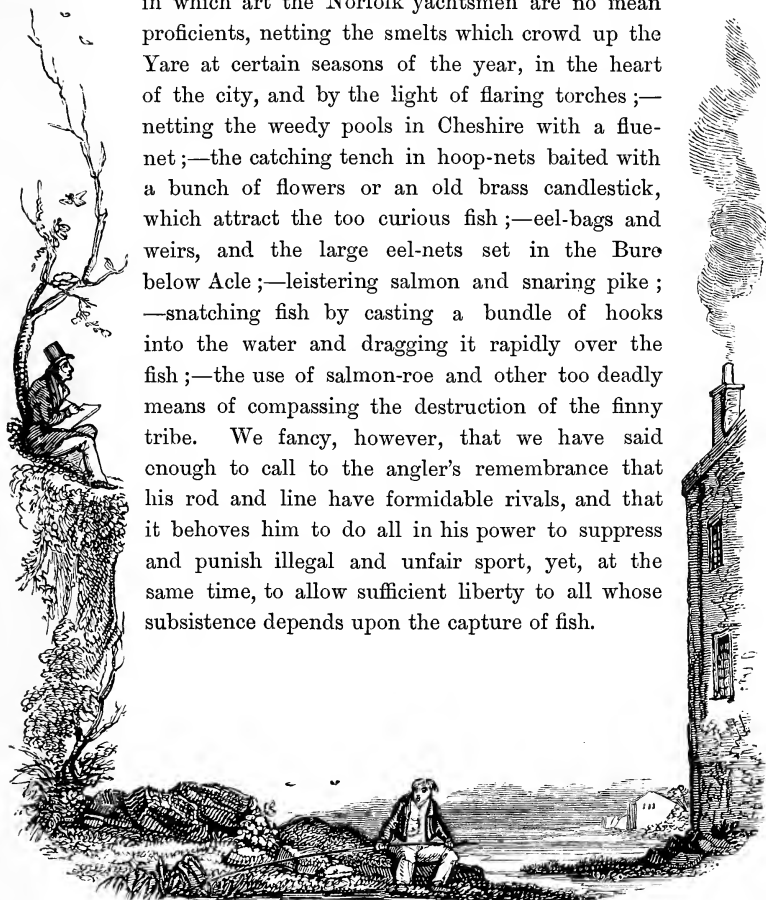 in which art the Norfolk yachtsmen are no mean
proficients, netting the smelts which crowd up the
Yare at certain seasons of the year, in the heart
of the city, and by the light of flaring torches ;—
netting the weedy pools in Cheshire with a flue-
net ;—the catching tench in hoop-nets baited with
a bunch of flowers or an old brass candlestick,
which attract the too curious fish ;—eel-bags and
weirs, and the large eel-nets set in the Bure
below Acle ;—leistering salmon and snaring pike ;
—snatching fish by casting a bundle of hooks
into the water and dragging it rapidly over the
fish ;—the use of salmon-roe and other too deadly
means of compassing the destruction of the finny
tribe. We fancy, however, that we have said
enough to call to the angler's remembrance that
his rod and line have formidable rivals, and that
it behoves him to do all in his power to suppress
and punish illegal and unfair sport, yet, at the
same time, to allow sufficient liberty to all whose
subsistence depends upon the capture of fish.